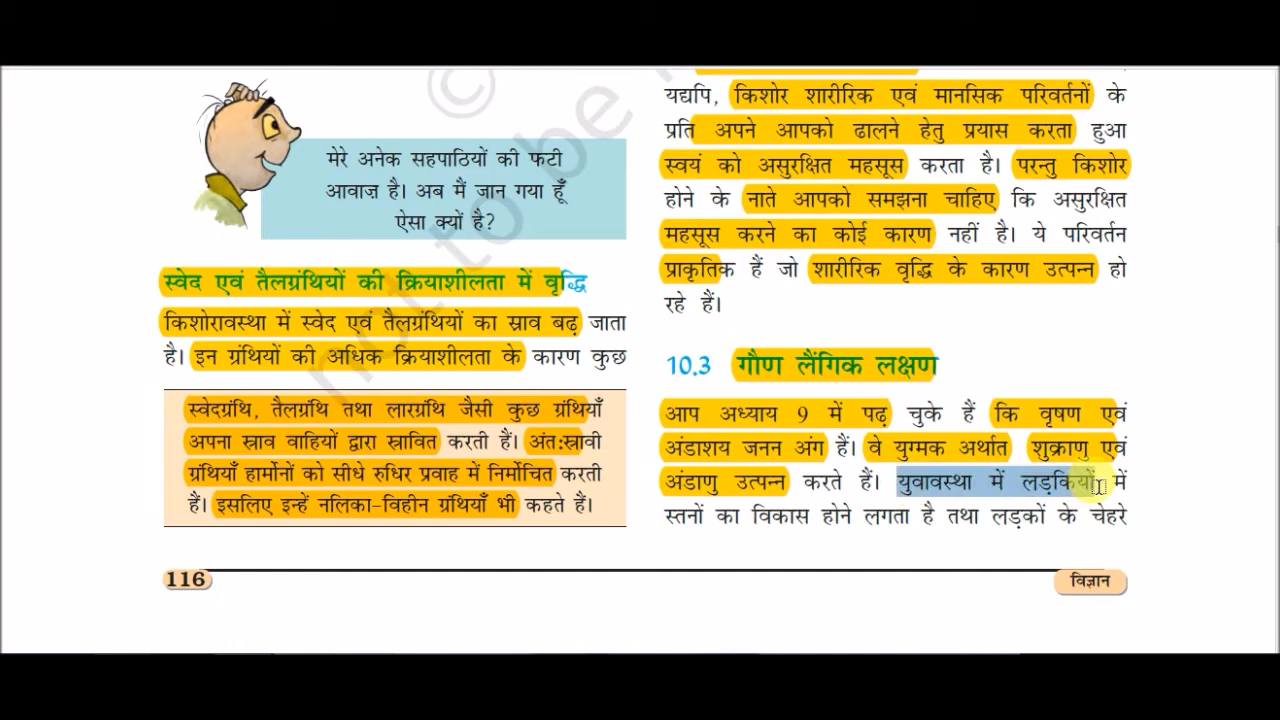 मेरे अनेक सहपाठियों की फटी
आवाज़ है। अब मैं जान गया हूँ
ऐसा क्यों है?
स्वेद एवं तैलग्रंथियों की क्रियाशीलता में वृद्धि
किशोरावस्था में स्वेद एवं तैलग्रंथियों का स्राव बढ़ जाता
है। इन ग्रंथियों की अधिक क्रियाशीलता के कारण कुछ
स्वेदग्रंथि, तैलग्रंथि तथा लारग्रंथि जैसी कुछ ग्रंथियाँ
अपना स्राव वाहियों द्वारा स्रावित करती हैं। अंत:स्रावी
ग्रंथियाँ हार्मोनों को सीधे रुधिर प्रवाह में निर्मोचित करती
हैं। इसलिए इन्हें नलिका-विहीन ग्रंथियाँ भी कहते हैं।
यद्यपि, किशोर शारीरिक एवं मानसिक परिवर्तनों के
प्रति अपने आपको ढालने हेतु प्रयास करता हुआ
स्वयं को असुरक्षित महसूस करता है। परन्तु किशोर
होने के नाते आपको समझना चाहिए कि असुरक्षित
महसूस करने का कोई कारण नहीं है। ये परिवर्तन
प्राकृतिक हैं जो शारीरिक वृद्धि के कारण उत्पन्न हो
रहे हैं।
10.3 गौण लैंगिक लक्षण
आप अध्याय 9 में पढ़ चुके हैं कि वृषण एवं
अंडाशय जनन अंग हैं। वे युग्मक अर्थात शुक्राणु एवं
अंडाणु उत्पन्न करते हैं। युवावस्था में लड़कियों में
स्तनों का विकास होने लगता है तथा लड़कों के चेहरे
116
विज्ञान
© not to be